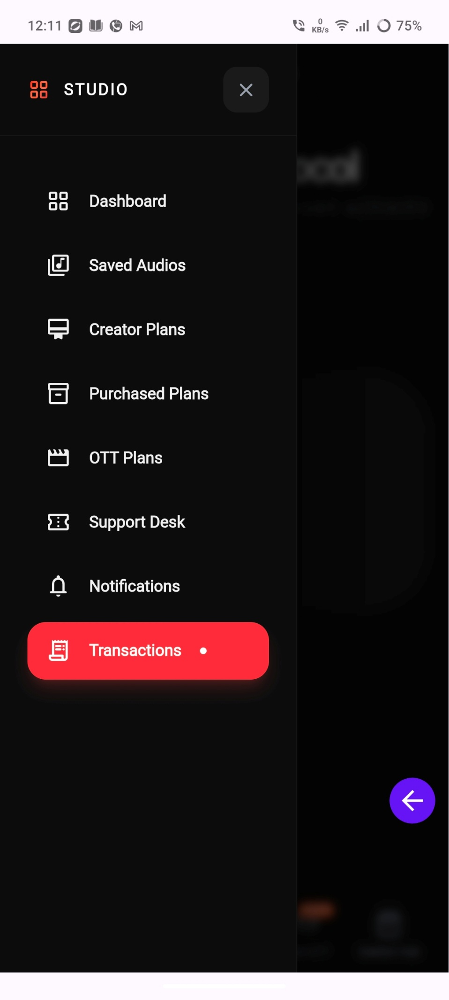 12:11
0
KB/s
75%
STUDIO
Dashboard
Saved Audios
Creator Plans
Purchased Plans
OTT Plans
Support Desk
Notifications
Transactions